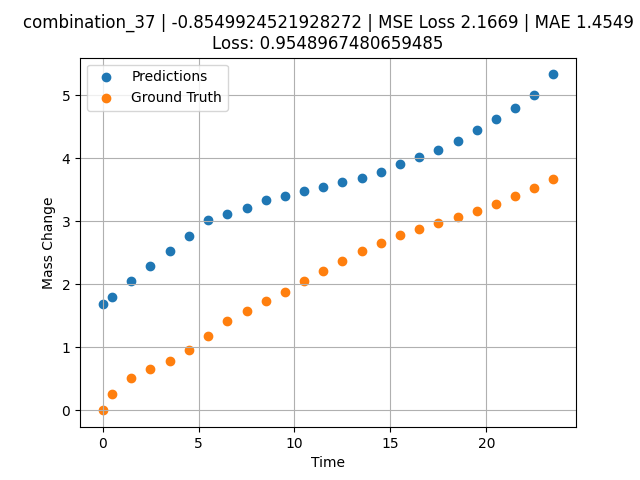 combination_37 | -0.8549924521928272 | MSE Loss 2.1669 | MAE 1.4549
Loss: 0.9548967480659485
Predictions
Ground Truth
Mass Change
5
4
3
2
1
0
0 5 10 15 20
Time